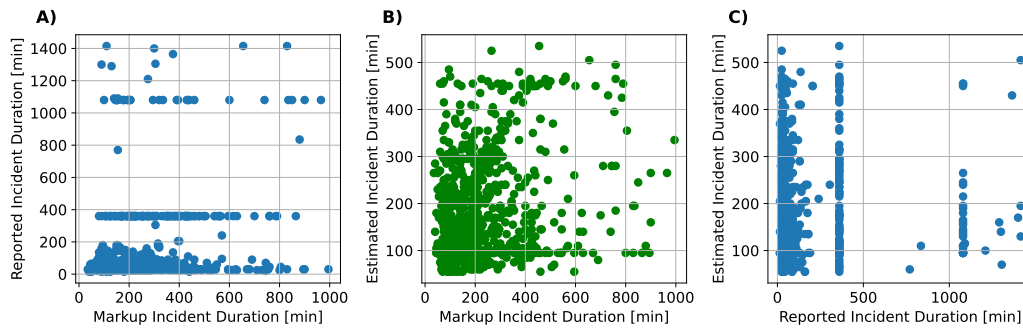 A)
Reported Incident Duration [min]
1400
1200
1000
800
600
400
200
0
0 200 400 600 800 1000
Markup Incident Duration [min]
B)
Estimated Incident Duration [min]
500
400
300
200
100
0 200 400 600 800 1000
Markup Incident Duration [min]
C)
Estimated Incident Duration [min]
500
400
300
200
100
0 500 1000
Reported Incident Duration [min]